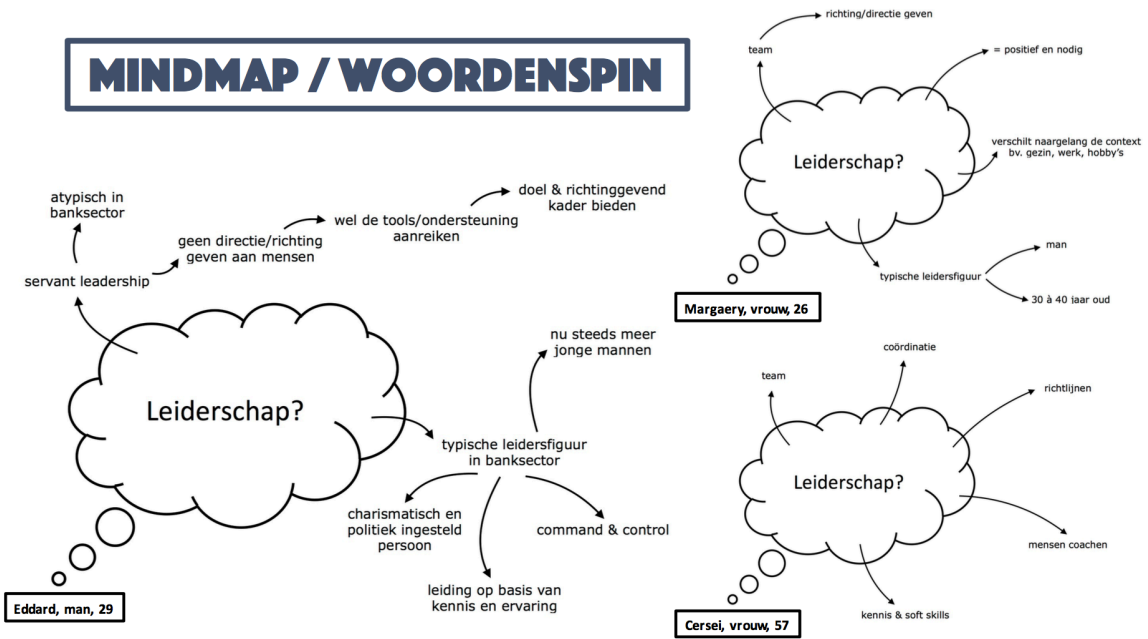 MINDMAP / WOORDENSPIN
atypisch in
banksector
servant leadership
geen directie/richting
geven aan mensen
wel de tools/ondersteuning
aanreiken
doel & richtinggevend
kader bieden
Leiderschap?
nu steeds meer
jonge mannen
typische leidersfiguur
in banksector
charismatisch en
politiek ingesteld
persoon
command & control
leiding op basis van
kennis en ervaring
Eddard, man, 29
richting/directie geven
team
= positief en nodig
Leiderschap?
verschilt naargelang de context
bv. gezin, werk, hobby's
typische leidersfiguur
man
30 à 40 jaar oud
Margaery, vrouw, 26
coördinatie
team
richtlijnen
Leiderschap?
mensen coachen
kennis & soft skills
Cersei, vrouw, 57